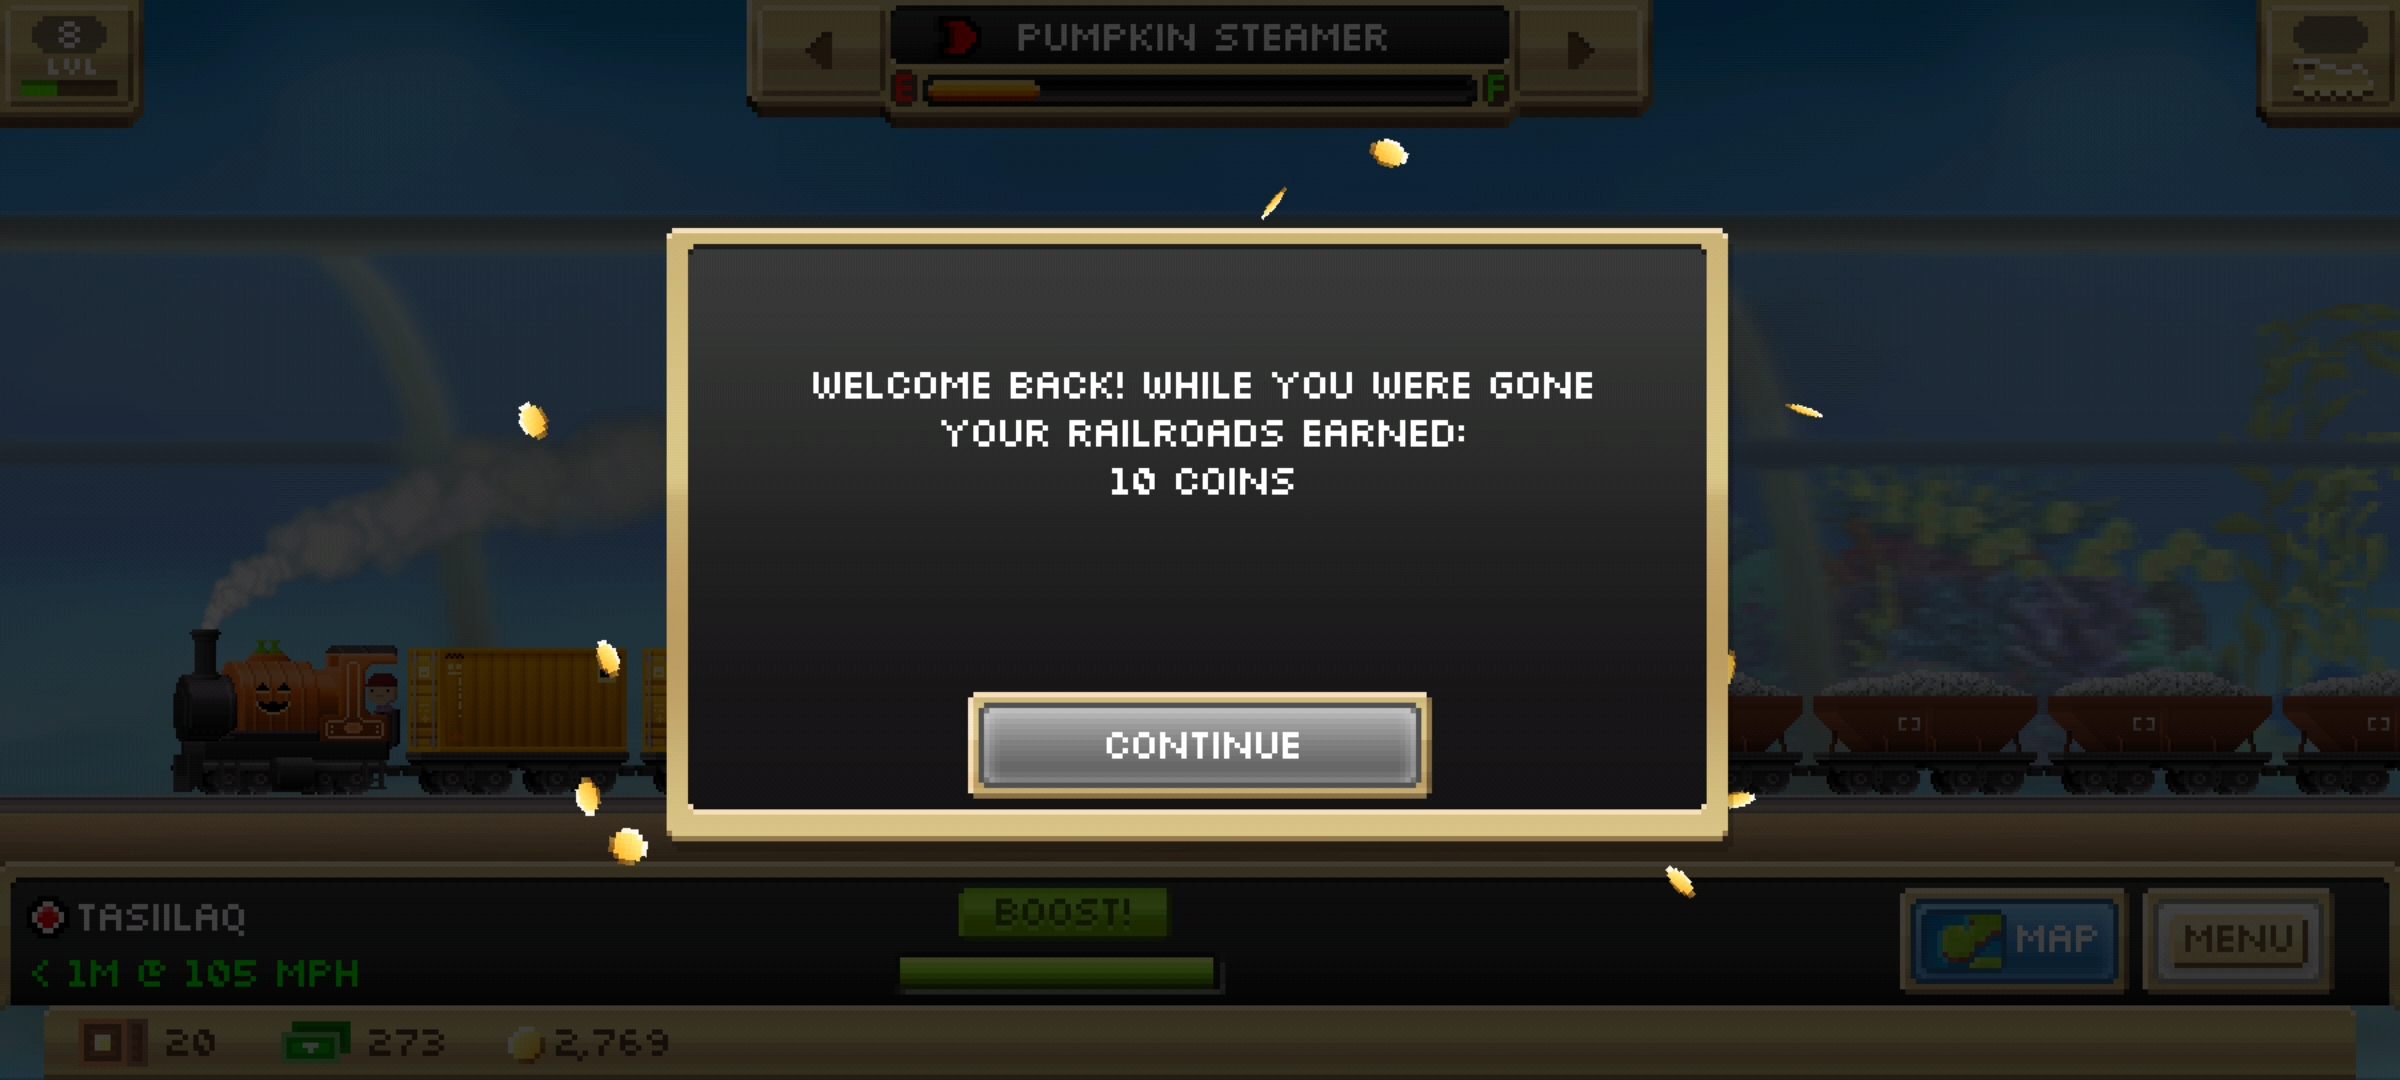 8
LVL
PUMPKIN STEAMER
E F
WELCOME BACK! WHILE YOU WERE GONE
YOUR RAILROADS EARNED:
10 COINS
CONTINUE
TASIILAQ
< 1M @ 105 MPH
BOOST!
MAP
MENU
20 273 2,769